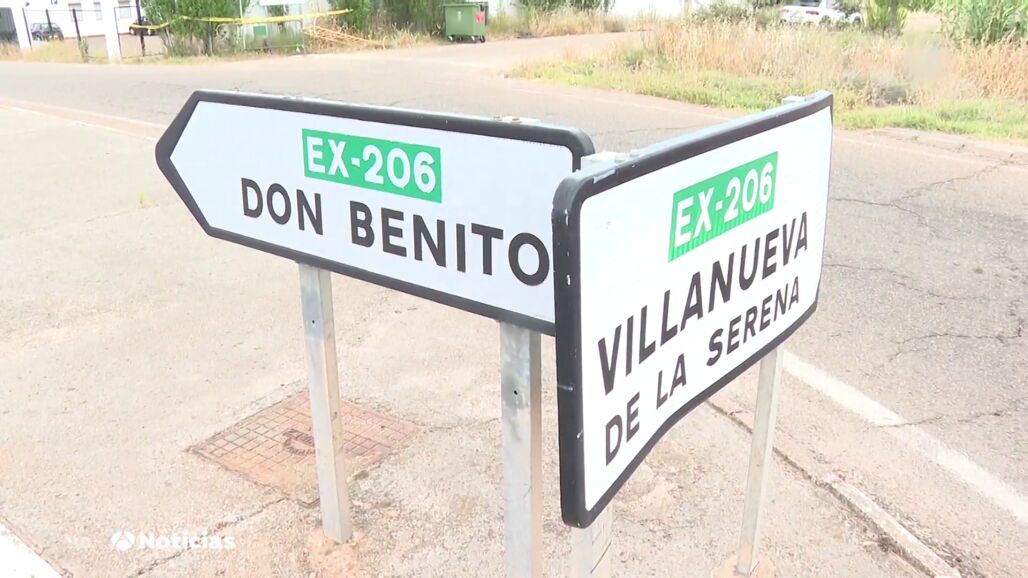 EX-206
DON BENITO
EX-206
VILLANUEVA
DE LA SERENA
Noticias